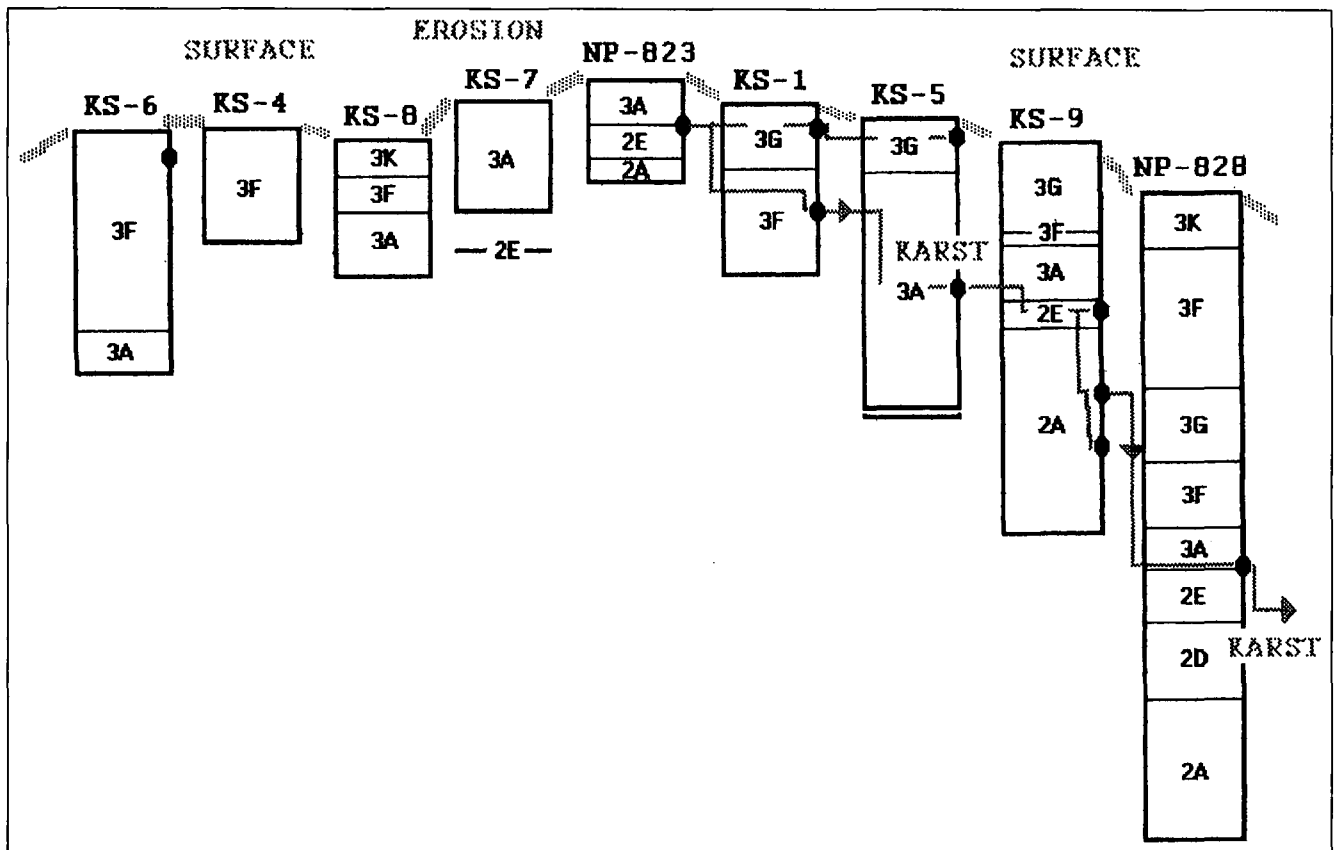 SURFACE
EROSION
SURFACE
KS-6
KS-4
KS-8
KS-7
NP-823
KS-1
KS-5
KS-9
NP-828
3F
3A
3F
3K
3F
3A
3A
2E
3A
2E
2A
3G
3F
3G
KARST
3A
3G
3F
3A
2E
2A
3K
3F
3G
3F
3A
2E
2D
2A
KARST